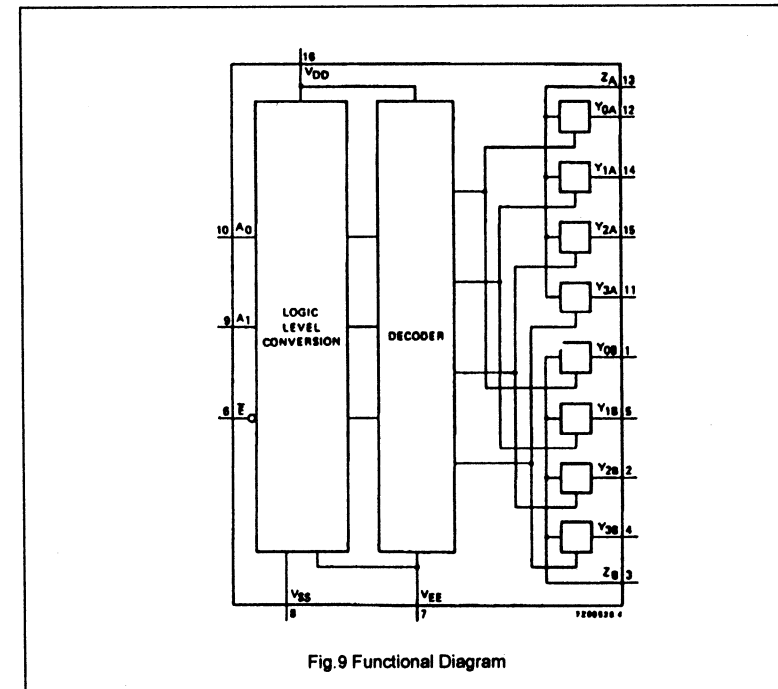 16
VDD
ZA 13
Y0A 12
Y1A 14
10 A0
Y2A 15
Y3A 11
LOGIC
LEVEL
CONVERSION
DECODER
9 A1
Y0B 1
6 E̅
Y1B 5
Y2B 2
Y3B 4
ZB 3
VSS
8
VEE
7
Fig.9 Functional Diagram